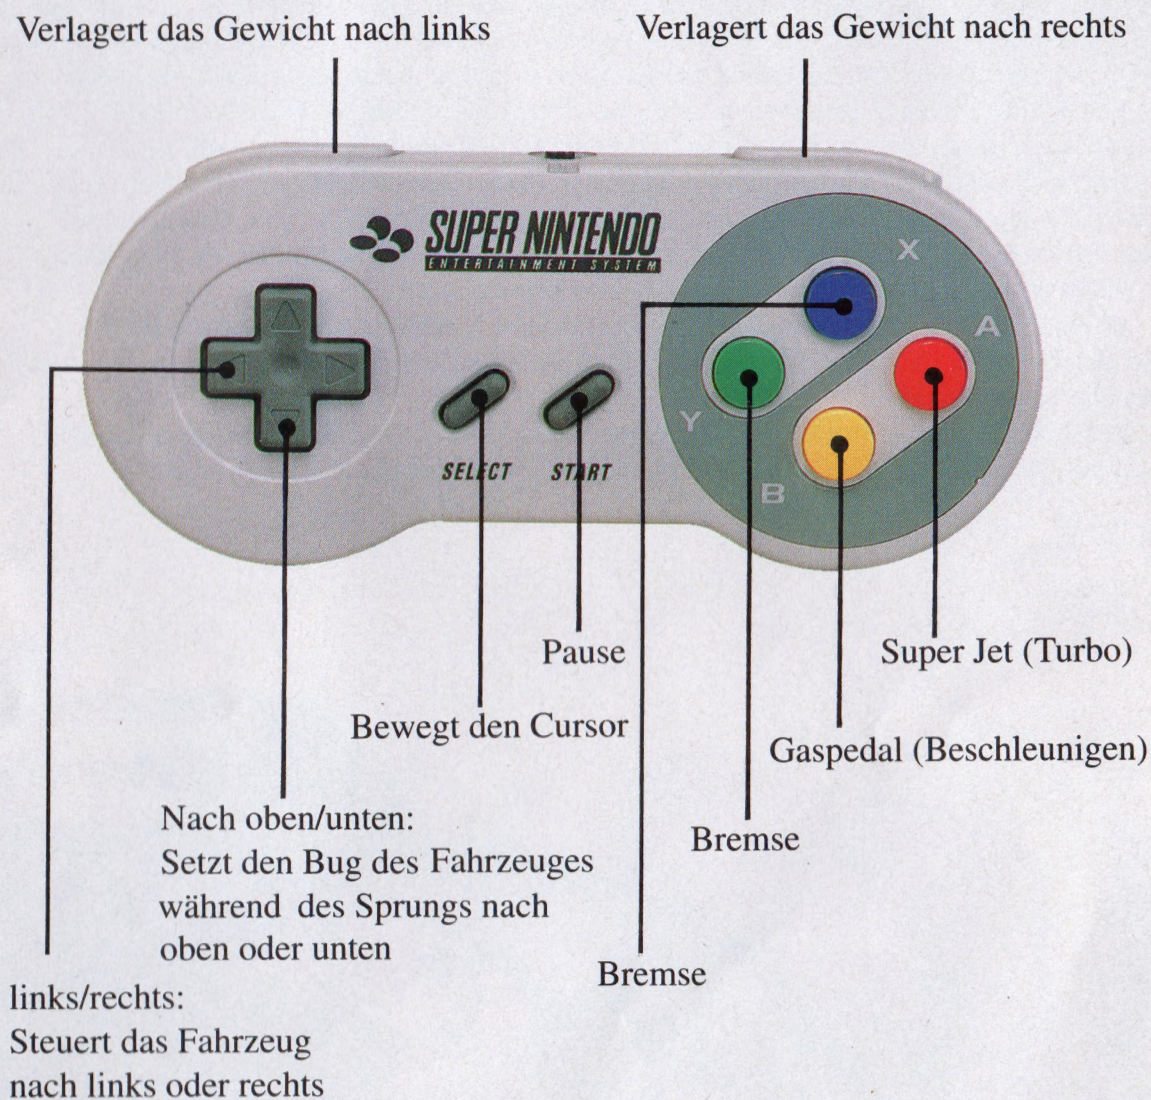 Verlagert das Gewicht nach links
Verlagert das Gewicht nach rechts
SUPER NINTENDO
ENTERTAINMENT SYSTEM
X
A
Y
B
SELECT
START
Pause
Super Jet (Turbo)
Bewegt den Cursor
Gaspedal (Beschleunigen)
Nach oben/unten:
Setzt den Bug des Fahrzeuges
während des Sprungs nach
oben oder unten
Bremse
Bremse
links/rechts:
Steuert das Fahrzeug
nach links oder rechts